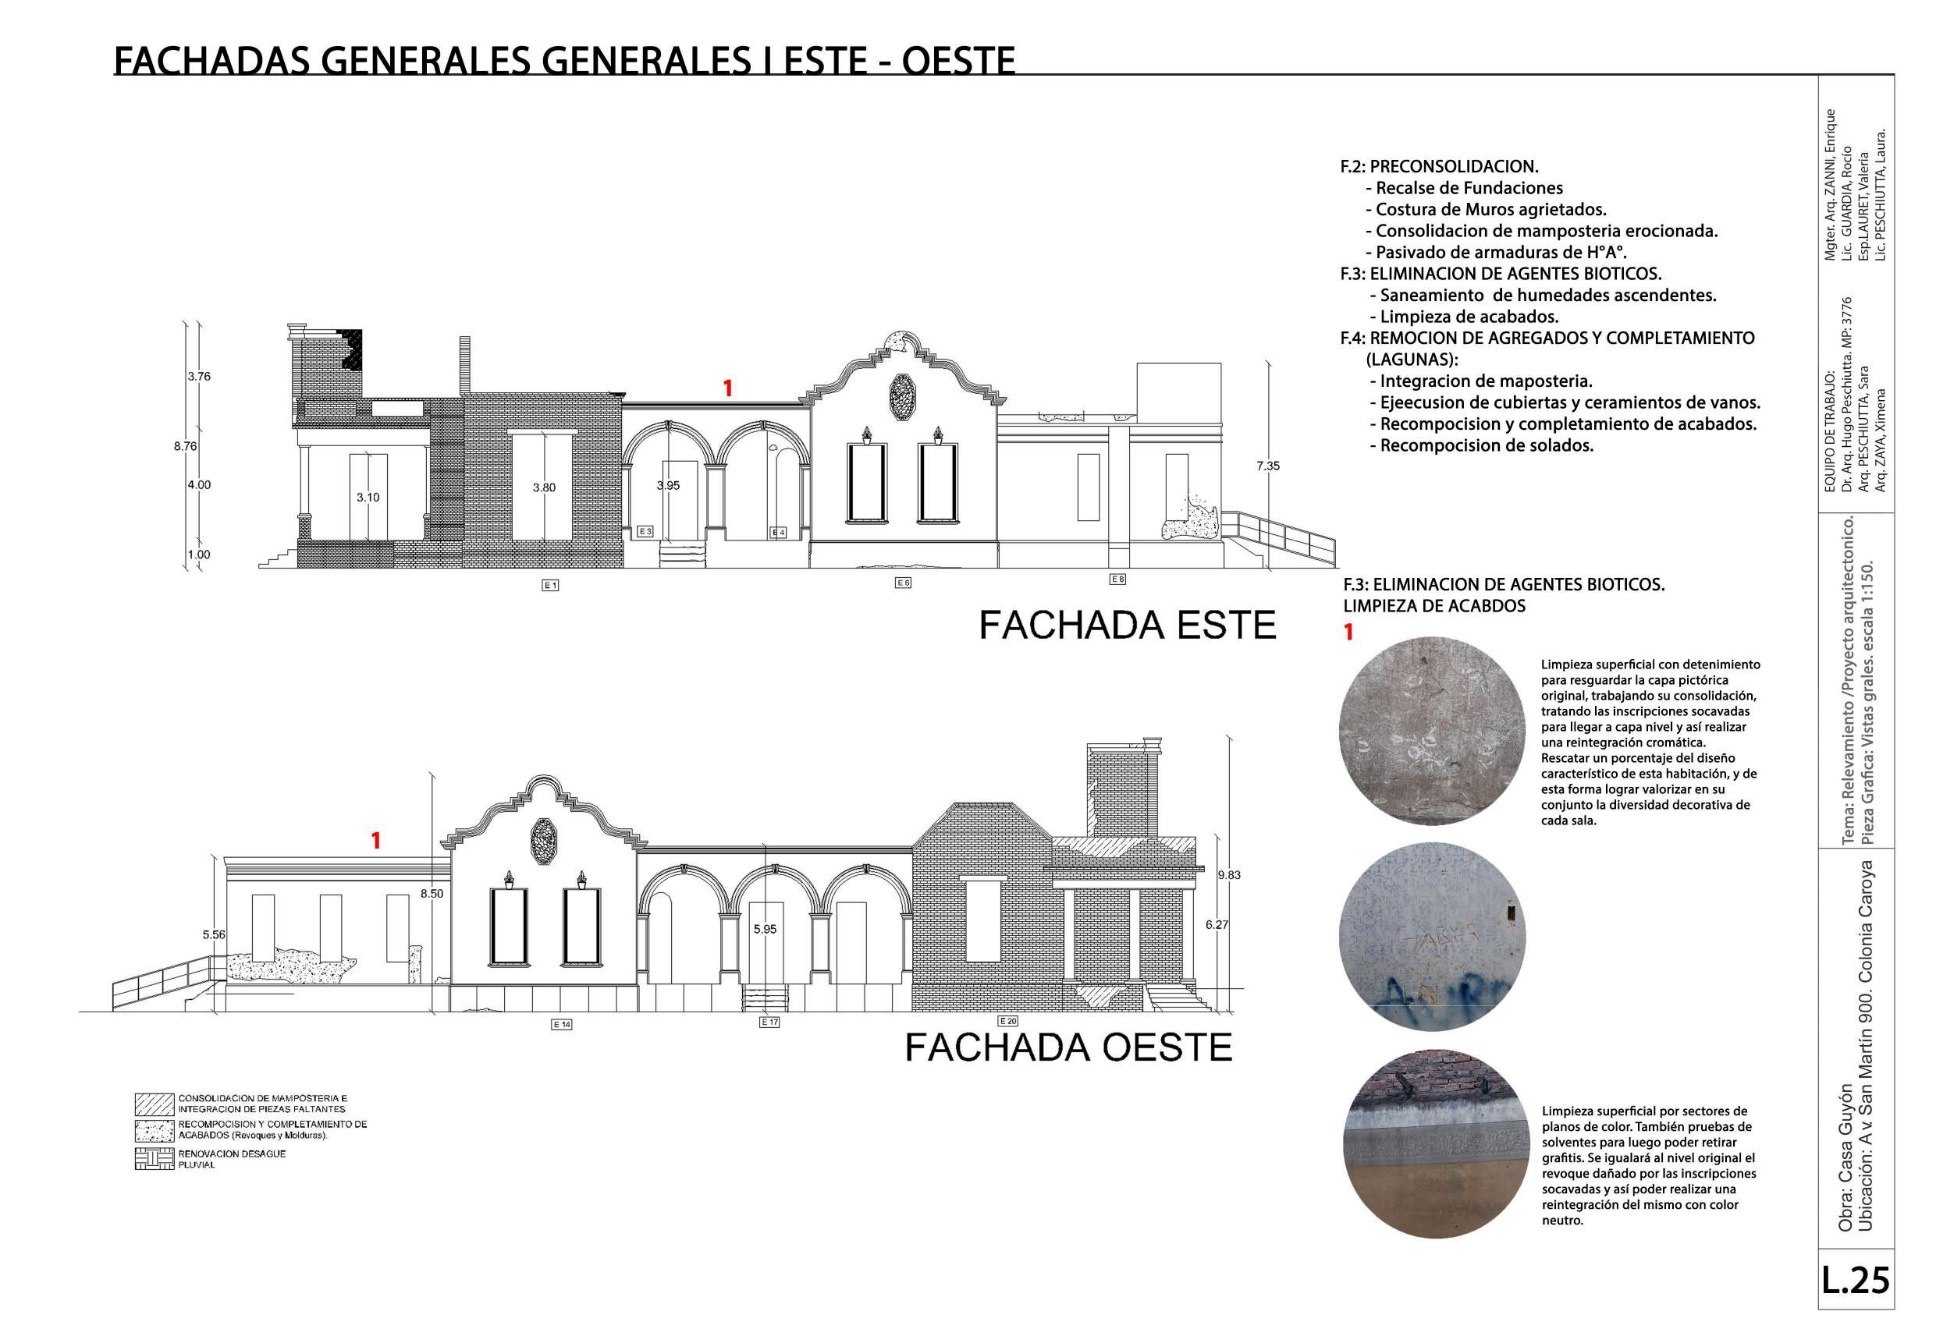 FACHADAS GENERALES GENERALES I ESTE - OESTE
F.2: PRECONSOLIDACION.
- Recalse de Fundaciones
- Costura de Muros agrietados.
- Consolidacion de mamposteria erocionada.
- Pasivado de armaduras de H°A°.
F.3: ELIMINACION DE AGENTES BIOTICOS.
- Saneamiento de humedades ascendentes.
- Limpieza de acabados.
F.4: REMOCION DE AGREGADOS Y COMPLETAMIENTO
(LAGUNAS):
- Integracion de maposteria.
- Ejeecusion de cubiertas y ceramientos de vanos.
- Recompocision y completamiento de acabados.
- Recomposicion de solados.
3.76
8.76
4.00
1.00
3.10
3.80
1
3.95
E 3
E 4
7.35
E 1
E 6
E 8
FACHADA ESTE
F.3: ELIMINACION DE AGENTES BIOTICOS.
LIMPIEZA DE ACABDOS
1
Limpieza superficial con detenimiento
para resguardar la capa pictórica
original, trabajando su consolidación,
tratando las inscripciones socavadas
para llegar a capa nivel y así realizar
una reintegración cromática.
Rescatar un porcentaje del diseño
característico de esta habitación, y de
esta forma lograr valorizar en su
conjunto la diversidad decorativa de
cada sala.
1
5.56
8.50
5.95
9.83
6.27
E 14
E 17
E 20
FACHADA OESTE
CONSOLIDACION DE MAMPOSTERIA E
INTEGRACION DE PIEZAS FALTANTES
RECOMPOCISION Y COMPLETAMIENTO DE
ACABADOS (Revoques y Molduras).
RENOVACION DESAGUE
PLUVIAL
Limpieza superficial por sectores de
planos de color. También pruebas de
solventes para luego poder retirar
grafitis. Se igualará al nivel original el
revoque dañado por las inscripciones
socavadas y así poder realizar una
reintegración del mismo con color
neutro.
Mgter. Arq. ZANNI, Enrique
Lic. GUARDIA, Rocío
Esp.LAURET, Valeria
Lic. PESCHIUTTA, Laura.
EQUIPO DE TRABAJO:
Dr. Arq. Hugo Peschiutta. MP: 3776
Arq. PESCHIUTTA, Sara
Arq. ZAYA, Ximena
Tema: Relevamiento /Proyecto arquitectonico.
Pieza Grafica: Vistas grales. escala 1:150.
Obra: Casa Guyón
Ubicación: Av. San Martín 900. Colonia Caroya
L.25